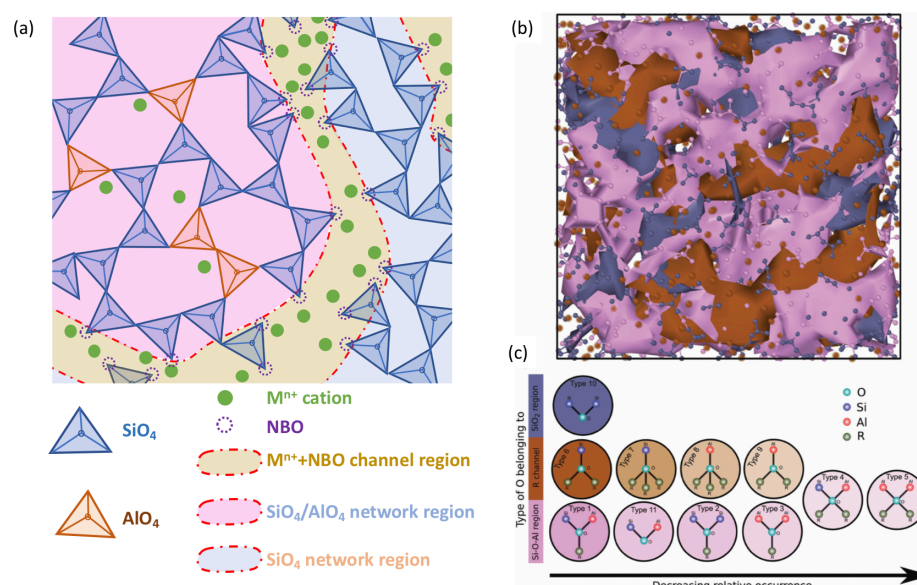 (a)
SiO4
AlO4
Mn+ cation
NBO
Mn++NBO channel region
SiO4/AlO4 network region
SiO4 network region
(b)
(c)
Type of O belonging to
SiO2 region
R channel
Si-O-Al region
Type 10
Type 6
Type 7
Type 8
Type 9
Type 4
Type 5
Type 1
Type 11
Type 2
Type 3
O
Si
Al
R
Decreasing relative occurrence